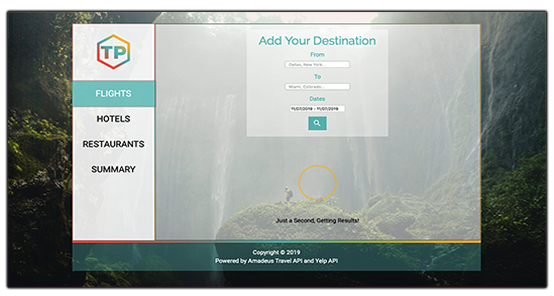 TP
FLIGHTS
HOTELS
RESTAURANTS
SUMMARY
Add Your Destination
From
Dallas, New York...
To
Miami, Colorado...
Dates
11/07/2019 - 11/07/2019
Just a Second, Getting Results!
Copyright © 2019
Powered by Amadeus Travel API and Yelp API